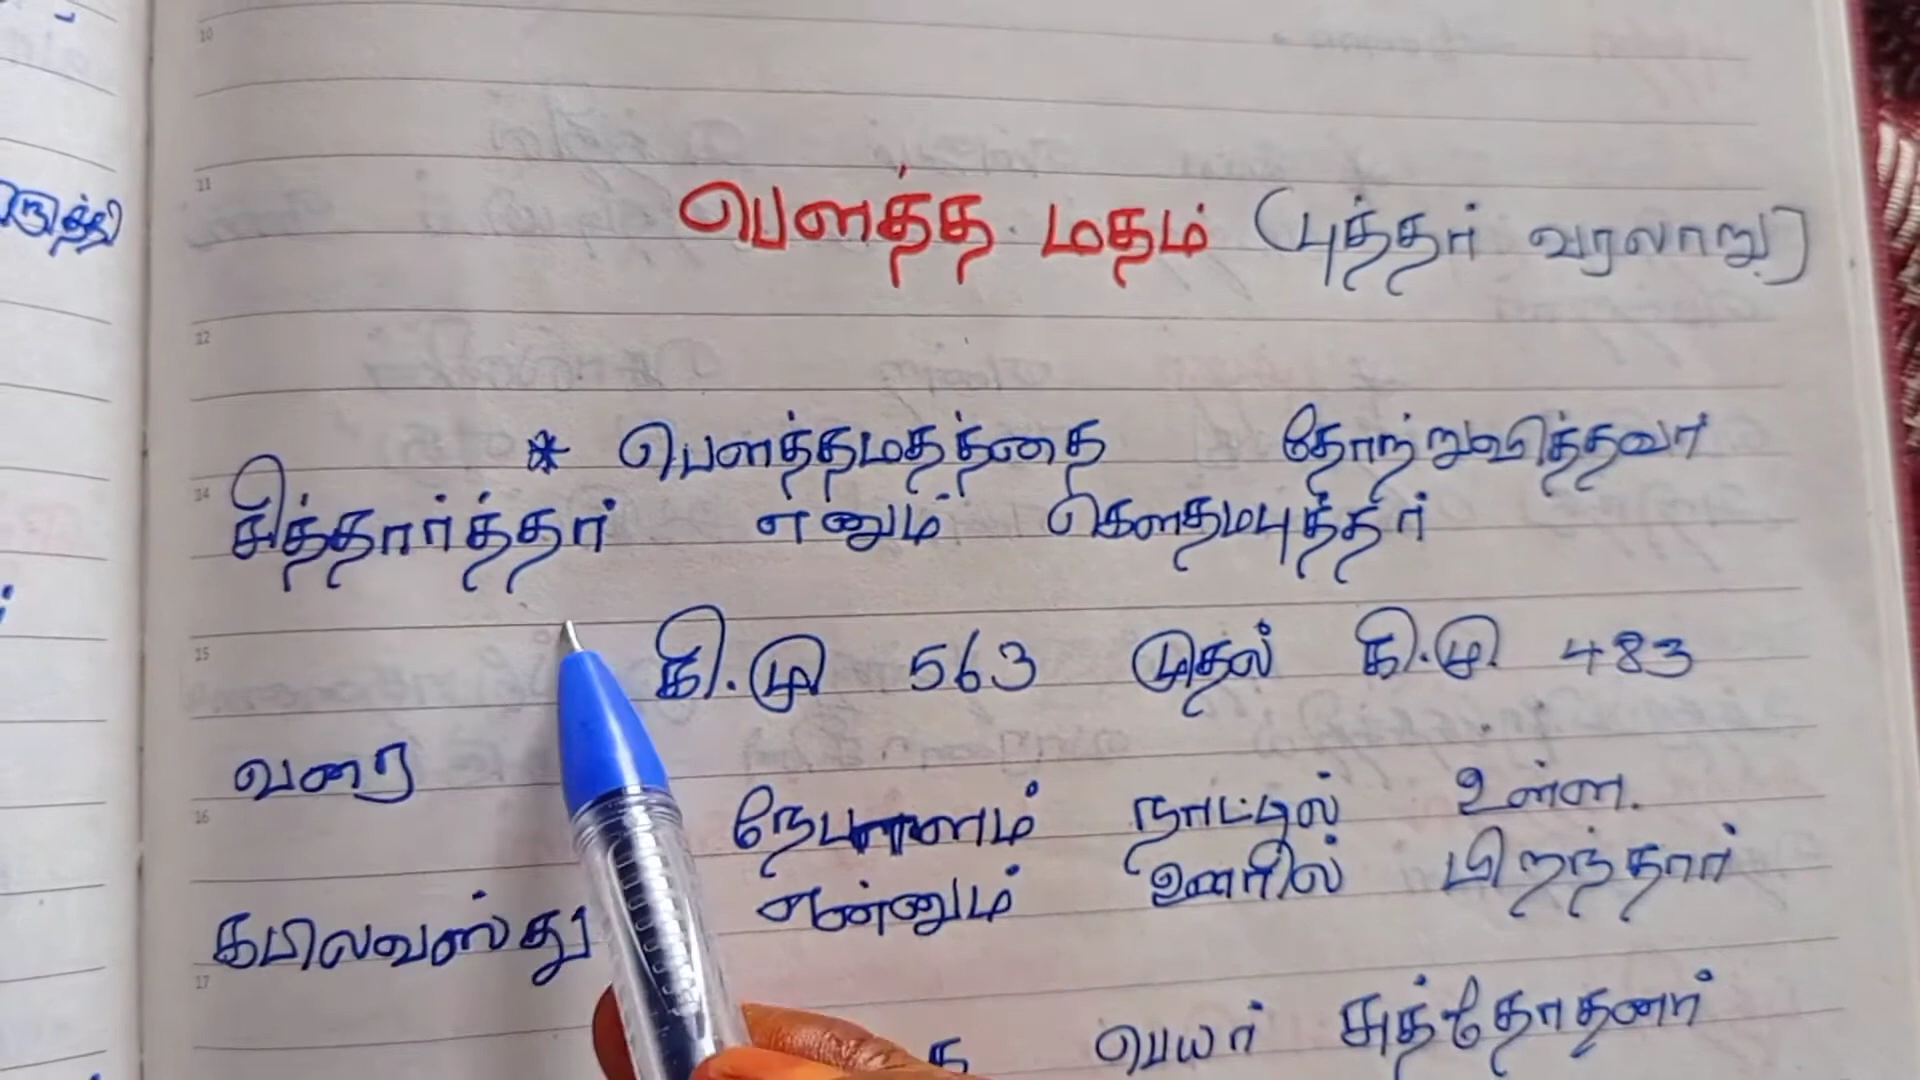 பௌத்த மதம் (புத்தர் வரலாறு)
* பௌத்தமதத்தை தோற்றுவித்தவர்
சித்தார்த்தர் எனும் கௌதமபுத்தர்
கி.மு 563 முதல் கி.மு. 483
வரை
நேபாளம் நாட்டில் உள்ள.
கபிலவஸ்து என்னும் ஊரில் பிறந்தார்
பெயர் சுத்தோதனர்